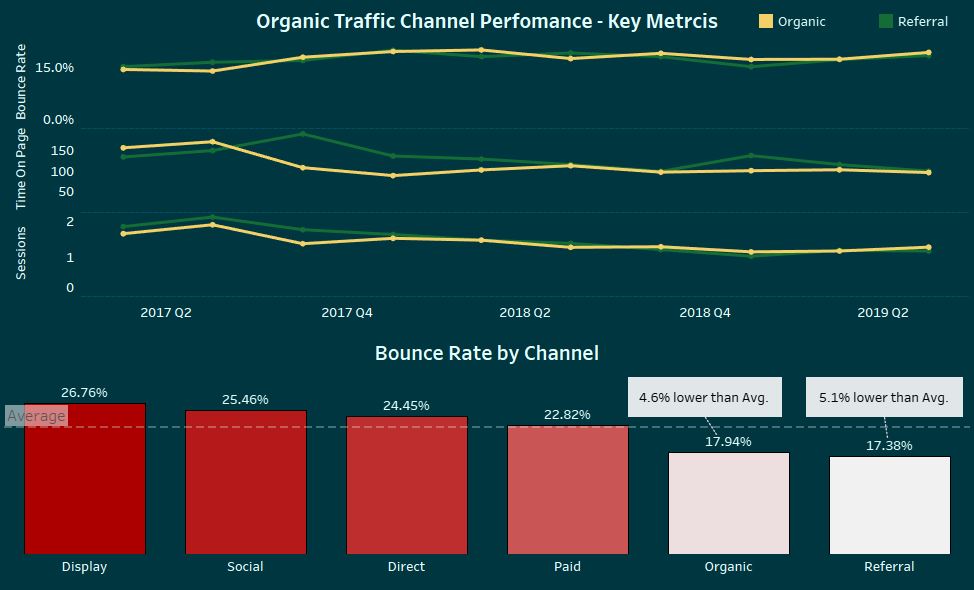 Organic Traffic Channel Perfomance - Key Metrcis
Organic
Referral
Bounce Rate
15.0%
0.0%
Time On Page
150
100
50
Sessions
2
1
0
2017 Q2
2017 Q4
2018 Q2
2018 Q4
2019 Q2
Bounce Rate by Channel
26.76%
25.46%
24.45%
22.82%
4.6% lower than Avg.
5.1% lower than Avg.
Average
17.94%
17.38%
Display
Social
Direct
Paid
Organic
Referral